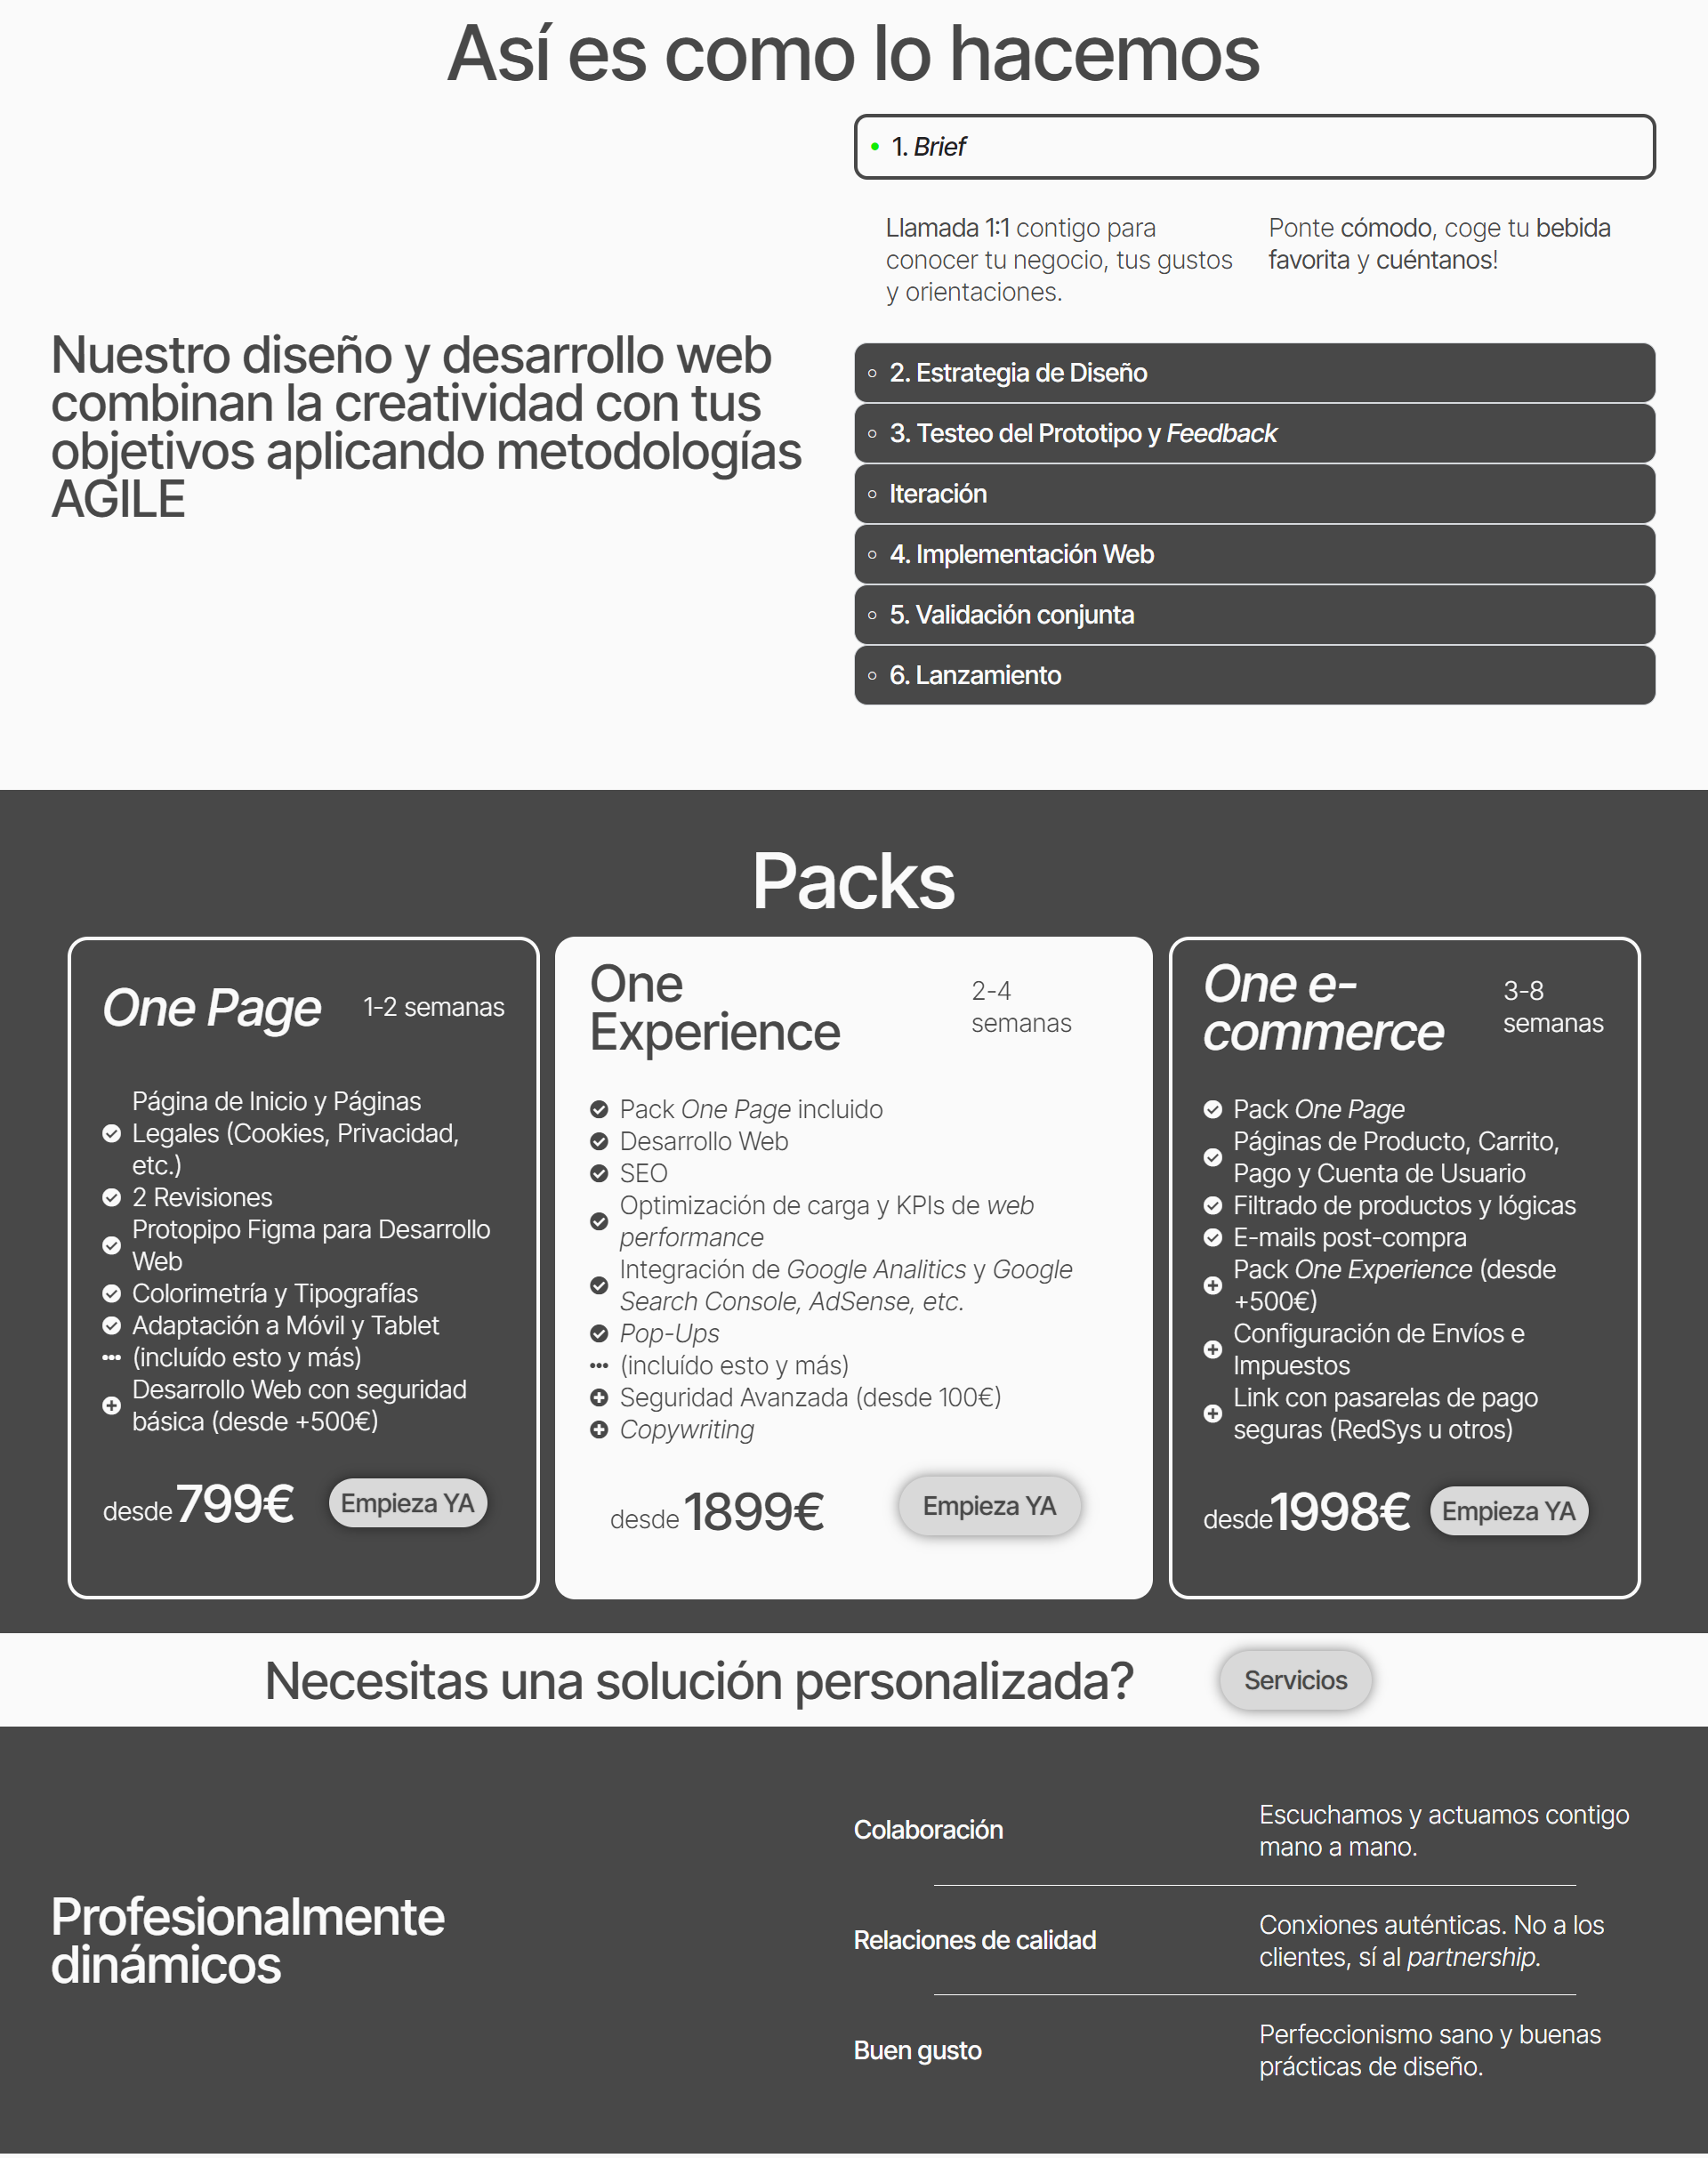 Así es como lo hacemos
Nuestro diseño y desarrollo web
combinan la creatividad con tus
objetivos aplicando metodologías
AGILE
1. Brief
Llamada 1:1 contigo para
conocer tu negocio, tus gustos
y orientaciones.
Ponte cómodo, coge tu bebida
favorita y cuéntanos!
2. Estrategia de Diseño
3. Testeo del Prototipo y Feedback
Iteración
4. Implementación Web
5. Validación conjunta
6. Lanzamiento
Packs
One Page
1-2 semanas
Página de Inicio y Páginas
Legales (Cookies, Privacidad,
etc.)
2 Revisiones
Protopipo Figma para Desarrollo
Web
Colorimetría y Tipografías
Adaptación a Móvil y Tablet
(incluído esto y más)
Desarrollo Web con seguridad
básica (desde +500€)
desde 799€
Empieza YA
One
Experience
2-4
semanas
Pack One Page incluido
Desarrollo Web
SEO
Optimización de carga y KPIs de web
performance
Integración de Google Analitics y Google
Search Console, AdSense, etc.
Pop-Ups
(incluído esto y más)
Seguridad Avanzada (desde 100€)
Copywriting
desde 1899€
Empieza YA
One e-
commerce
3-8
semanas
Pack One Page
Páginas de Producto, Carrito,
Pago y Cuenta de Usuario
Filtrado de productos y lógicas
E-mails post-compra
Pack One Experience (desde
+500€)
Configuración de Envíos e
Impuestos
Link con pasarelas de pago
seguras (RedSys u otros)
desde1998€
Empieza YA
Necesitas una solución personalizada?
Servicios
Profesionalmente
dinámicos
Colaboración
Escuchamos y actuamos contigo
mano a mano.
Relaciones de calidad
Conxiones auténticas. No a los
clientes, sí al partnership.
Buen gusto
Perfeccionismo sano y buenas
prácticas de diseño.